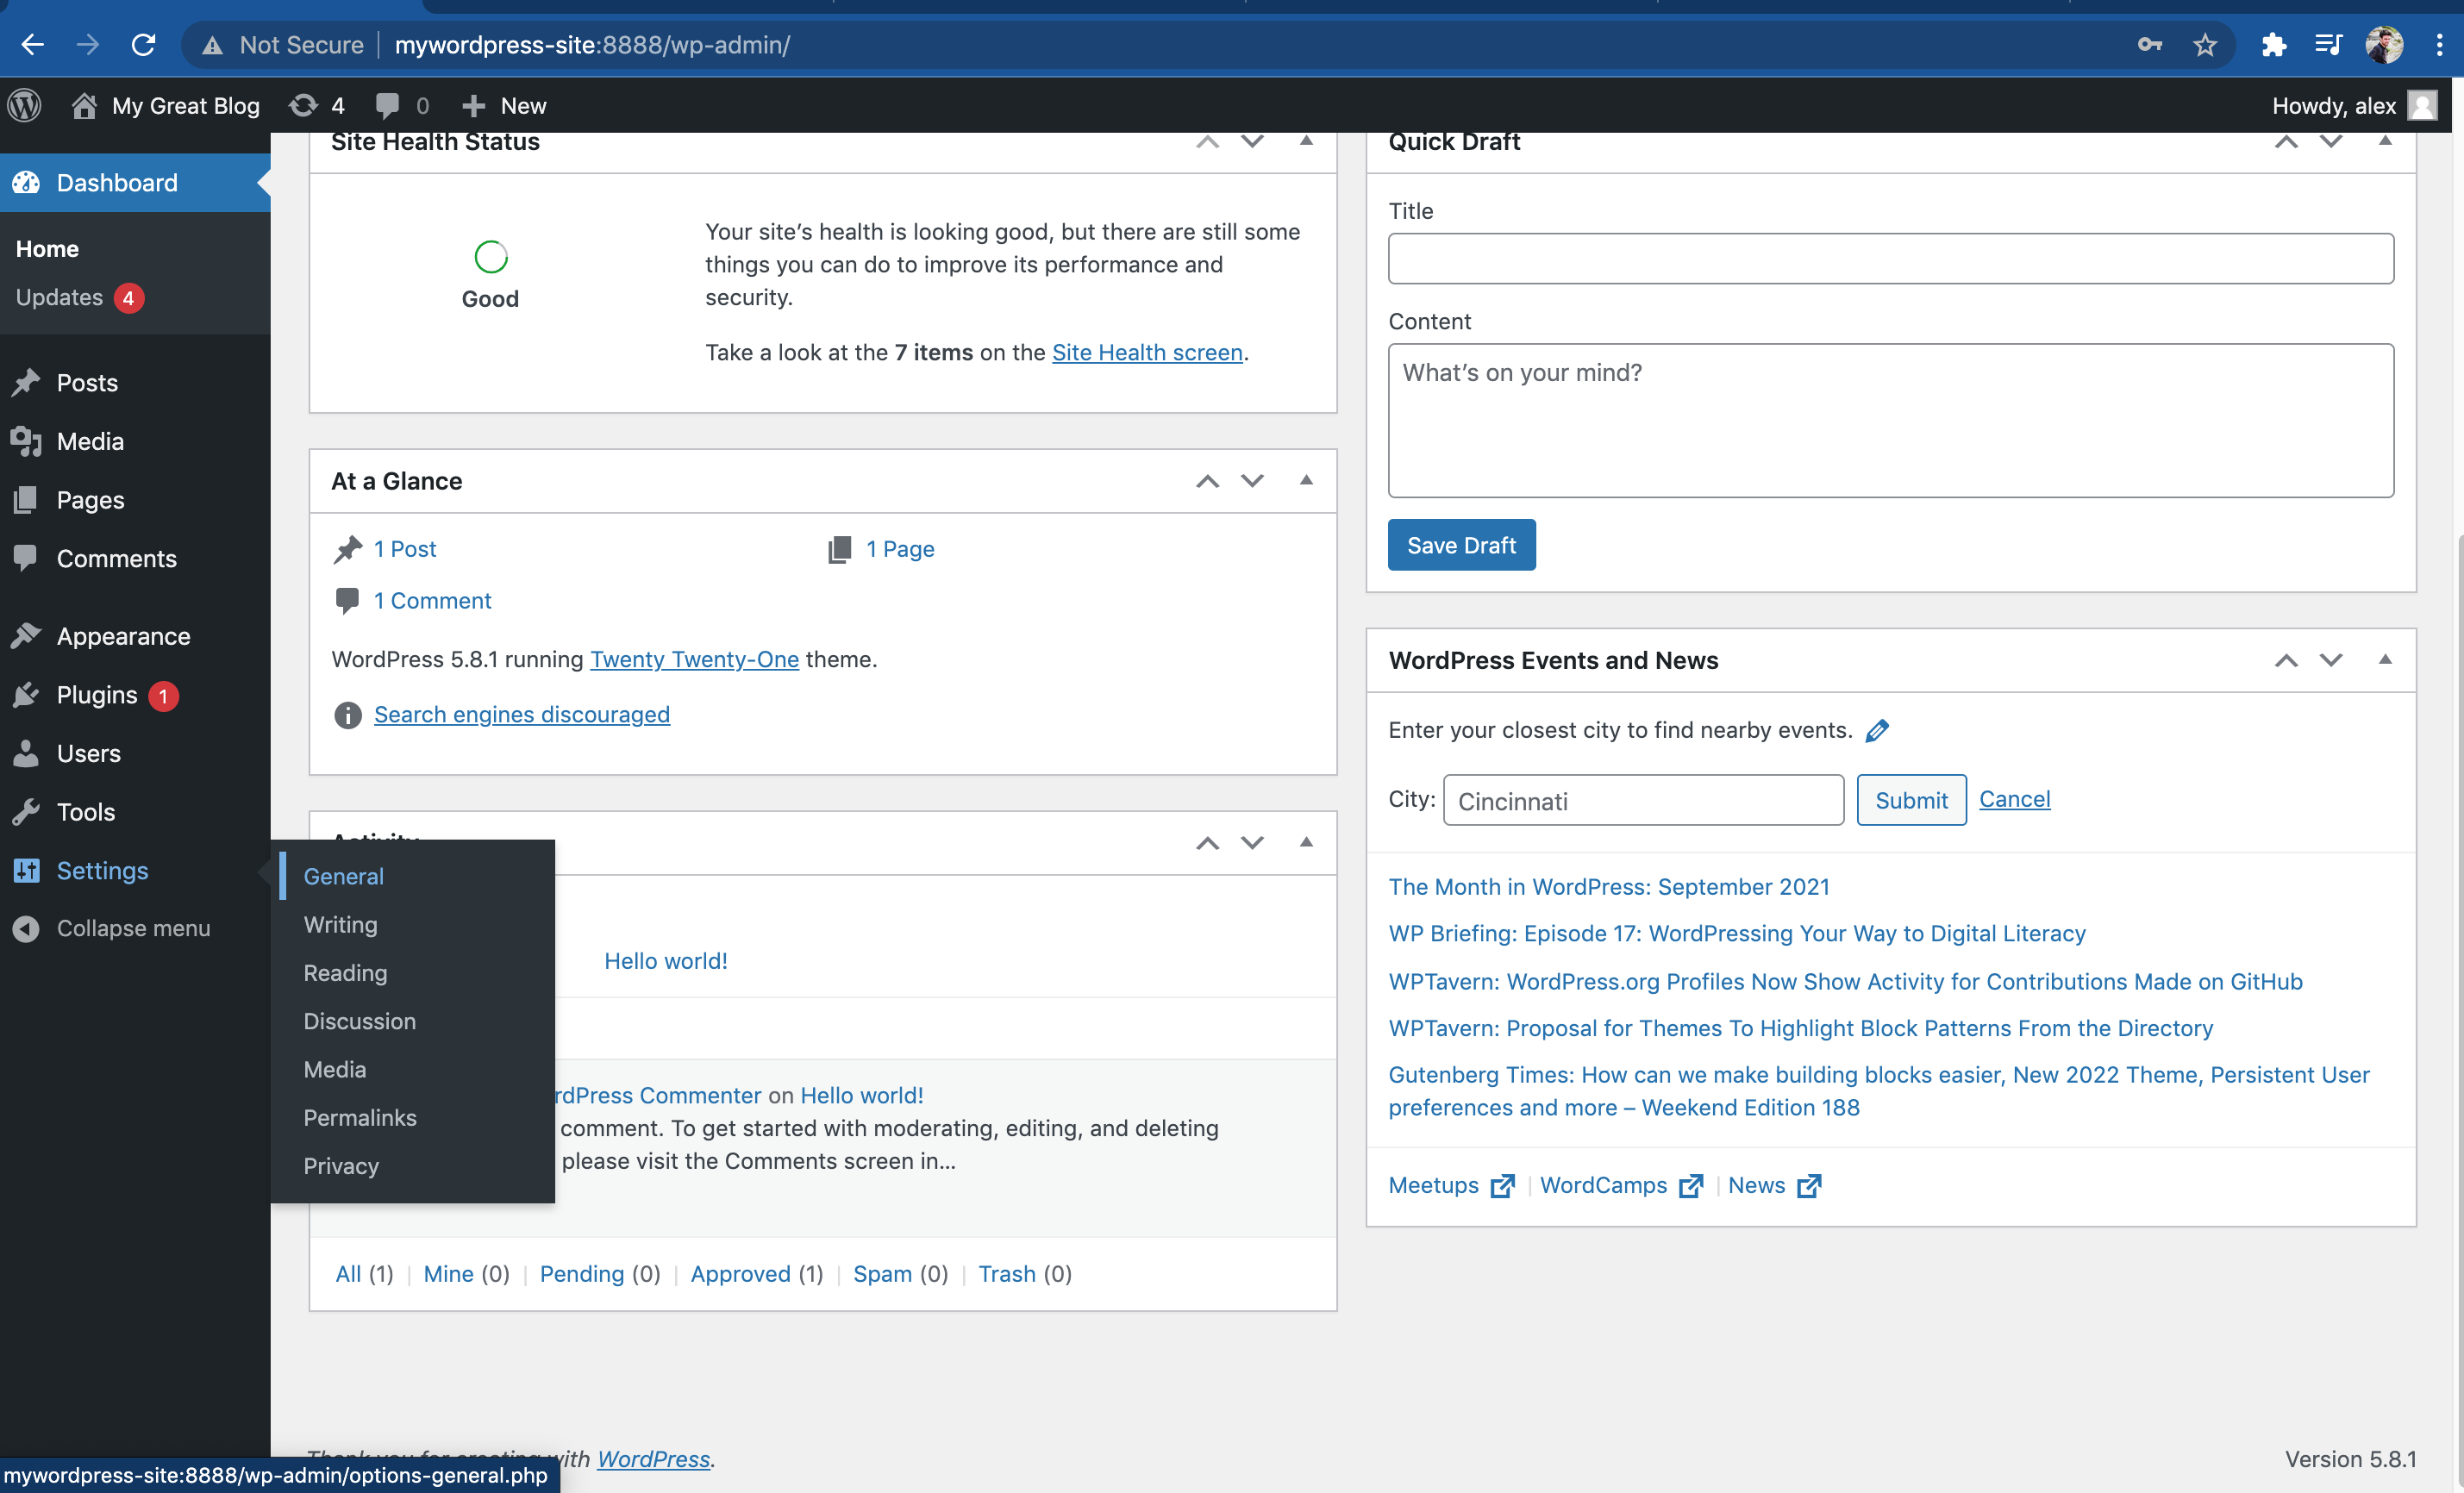 Not Secure
mywordpress-site:8888/wp-admin/
My Great Blog
4
0
New
Howdy, alex
Dashboard
Home
Updates 4
Posts
Media
Pages
Comments
Appearance
Plugins 1
Users
Tools
Settings
Collapse menu
General
Writing
Reading
Discussion
Media
Permalinks
Privacy
Site Health Status
Good
Your site’s health is looking good, but there are still some
things you can do to improve its performance and
security.
Take a look at the 7 items on the Site Health screen.
At a Glance
1 Post
1 Page
1 Comment
WordPress 5.8.1 running Twenty Twenty-One theme.
Search engines discouraged
Activity
Hello world!
rdPress Commenter on Hello world!
comment. To get started with moderating, editing, and deleting
please visit the Comments screen in…
All (1) | Mine (0) | Pending (0) | Approved (1) | Spam (0) | Trash (0)
Quick Draft
Title
Content
What’s on your mind?
Save Draft
WordPress Events and News
Enter your closest city to find nearby events.
City: Cincinnati Submit Cancel
The Month in WordPress: September 2021
WP Briefing: Episode 17: WordPressing Your Way to Digital Literacy
WPTavern: WordPress.org Profiles Now Show Activity for Contributions Made on GitHub
WPTavern: Proposal for Themes To Highlight Block Patterns From the Directory
Gutenberg Times: How can we make building blocks easier, New 2022 Theme, Persistent User
preferences and more – Weekend Edition 188
Meetups | WordCamps | News
Thank you for creating with WordPress.
Version 5.8.1
mywordpress-site:8888/wp-admin/options-general.php